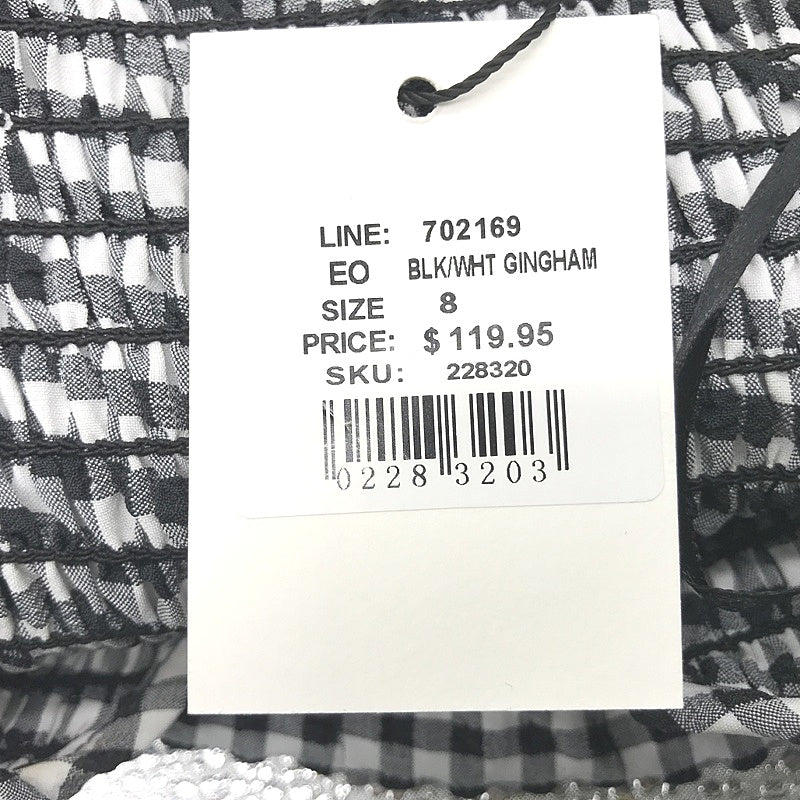 LINE: 702169
EO BLK/WHT GINGHAM
SIZE 8
PRICE: $119.95
SKU: 228320
0228 3203